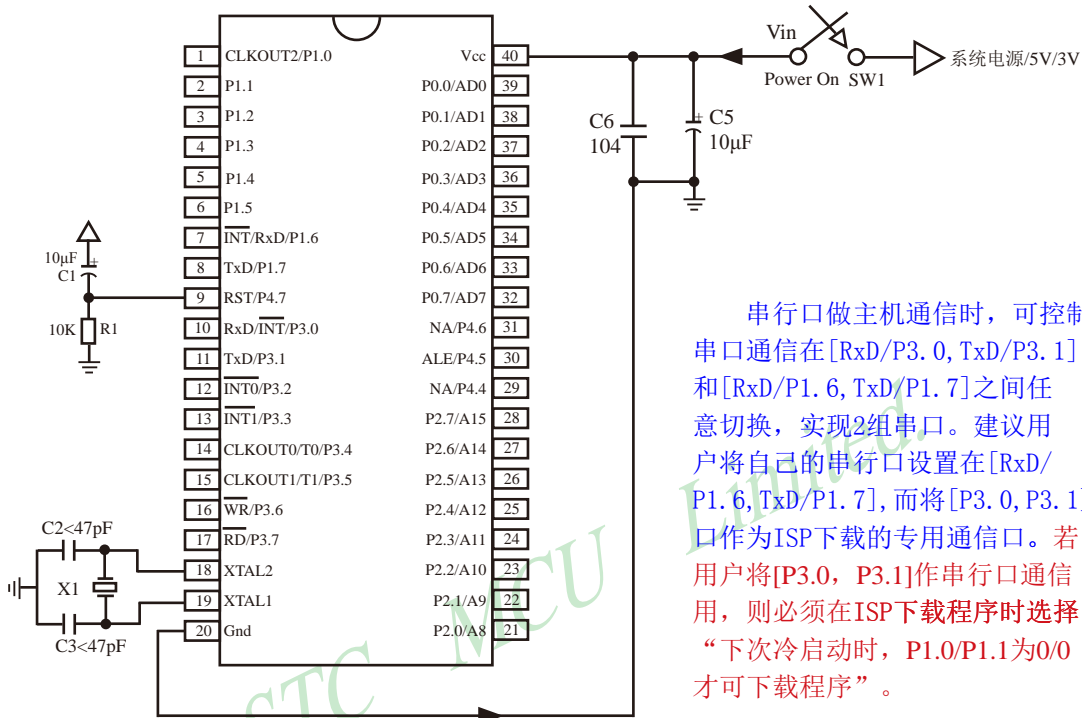 1 CLKOUT2/P1.0
2 P1.1
3 P1.2
4 P1.3
5 P1.4
6 P1.5
7 INT/RxD/P1.6
8 TxD/P1.7
9 RST/P4.7
10 RxD/INT/P3.0
11 TxD/P3.1
12 INT0/P3.2
13 INT1/P3.3
14 CLKOUT0/T0/P3.4
15 CLKOUT1/T1/P3.5
16 WR/P3.6
17 RD/P3.7
18 XTAL2
19 XTAL1
20 Gnd
Vcc 40
P0.0/AD0 39
P0.1/AD1 38
P0.2/AD2 37
P0.3/AD3 36
P0.4/AD4 35
P0.5/AD5 34
P0.6/AD6 33
P0.7/AD7 32
NA/P4.6 31
ALE/P4.5 30
NA/P4.4 29
P2.7/A15 28
P2.6/A14 27
P2.5/A13 26
P2.4/A12 25
P2.3/A11 24
P2.2/A10 23
P2.1/A9 22
P2.0/A8 21
10μF
+
C1
10K R1
C2<47pF
X1
C3<47pF
C6
104
+ C5
10μF
Vin
Power On SW1
系统电源/5V/3V
串行口做主机通信时，可控制
串口通信在[RxD/P3.0,TxD/P3.1]
和[RxD/P1.6,TxD/P1.7]之间任
意切换，实现2组串口。建议用
户将自己的串行口设置在[RxD/
P1.6,TxD/P1.7],而将[P3.0,P3.1]
口作为ISP下载的专用通信口。若
用户将[P3.0，P3.1]作串行口通信
用，则必须在ISP下载程序时选择
“下次冷启动时，P1.0/P1.1为0/0
才可下载程序”。
STC MCU Limited.